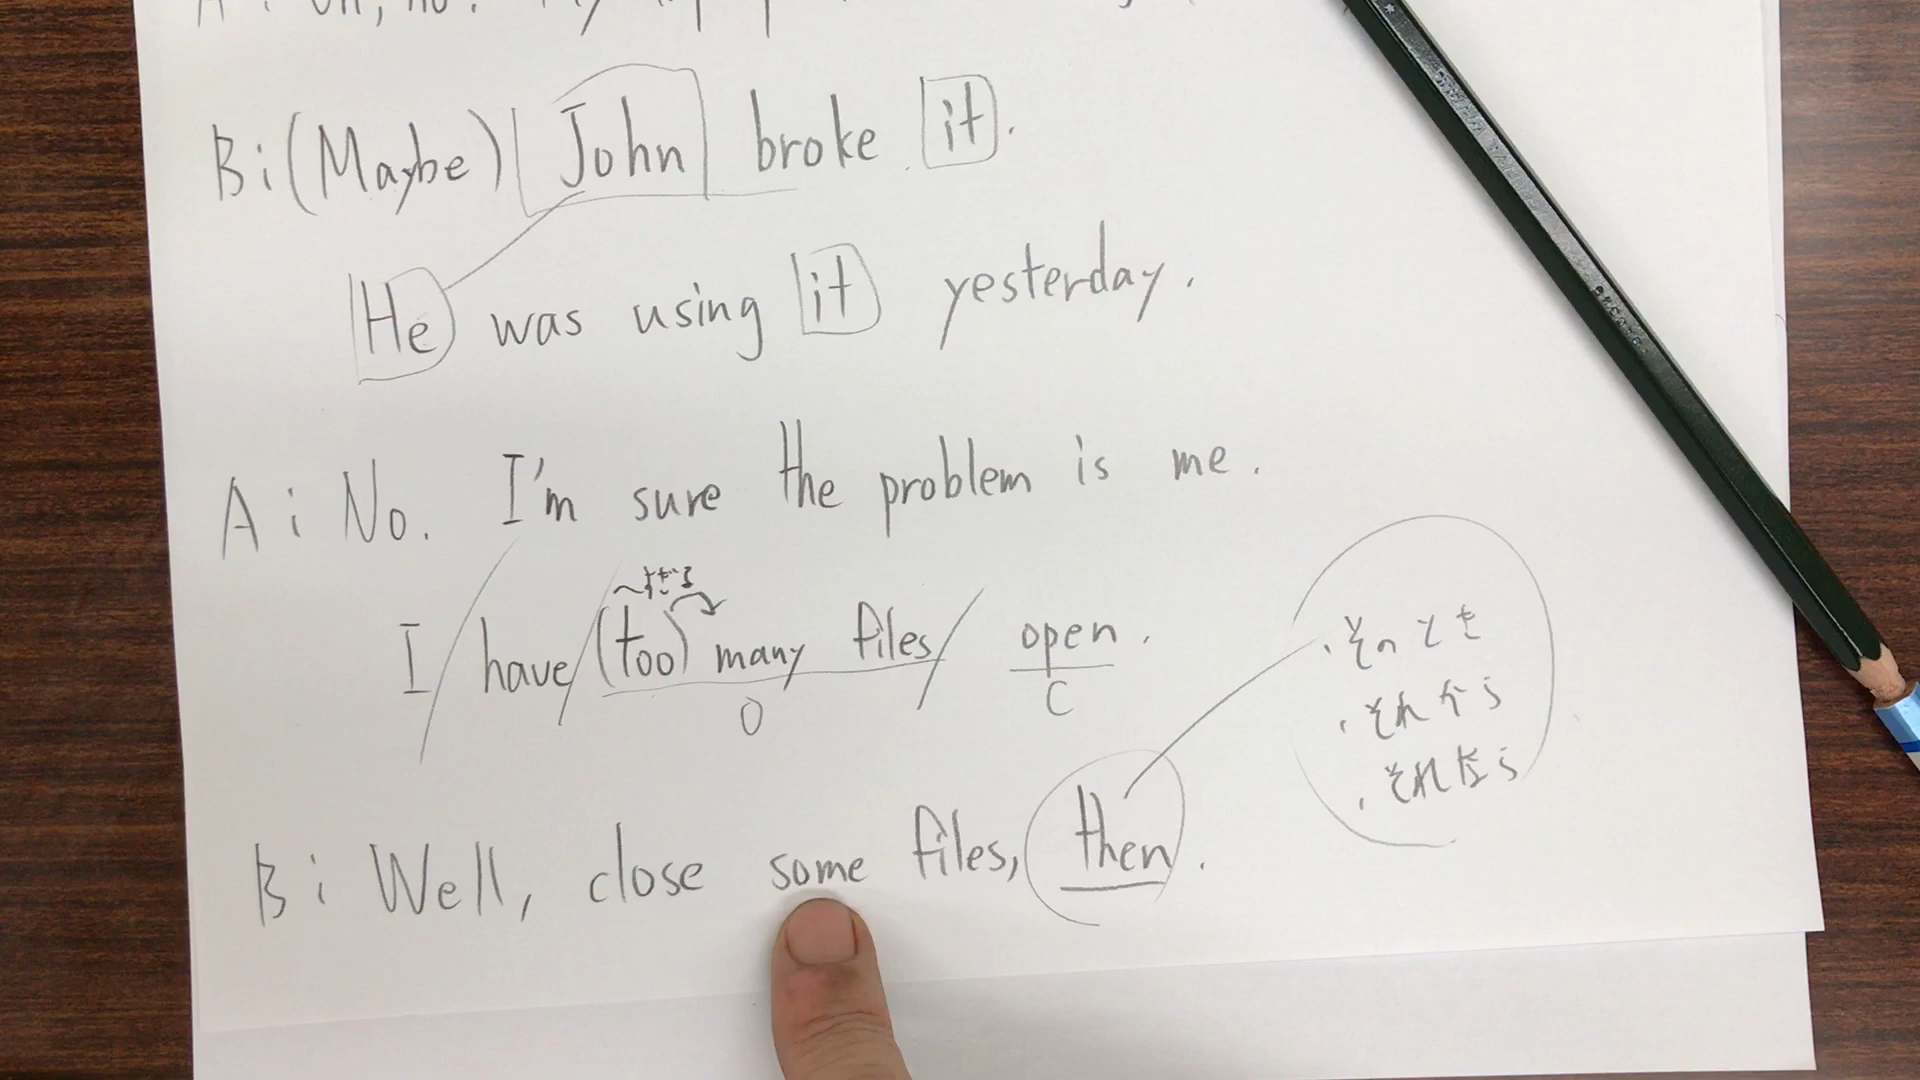 B : (Maybe) John broke it.
He was using it yesterday.
A : No. I'm sure the problem is me.
〜すぎる
I / have / (too) many files / open.
O C
・そのとき
・それから
・それなら
B : Well, close some files, then.